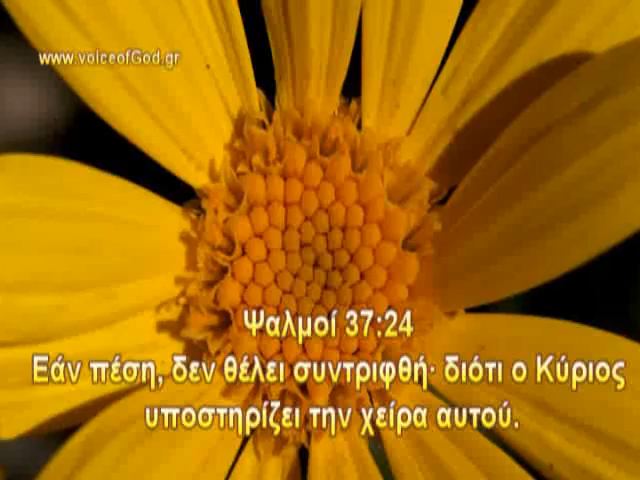 www.voiceofGod.gr
Ψαλμοί 37:24
Εάν πέση, δεν θέλει συντριφθή· διότι ο Κύριος
υποστηρίζει την χείρα αυτού.